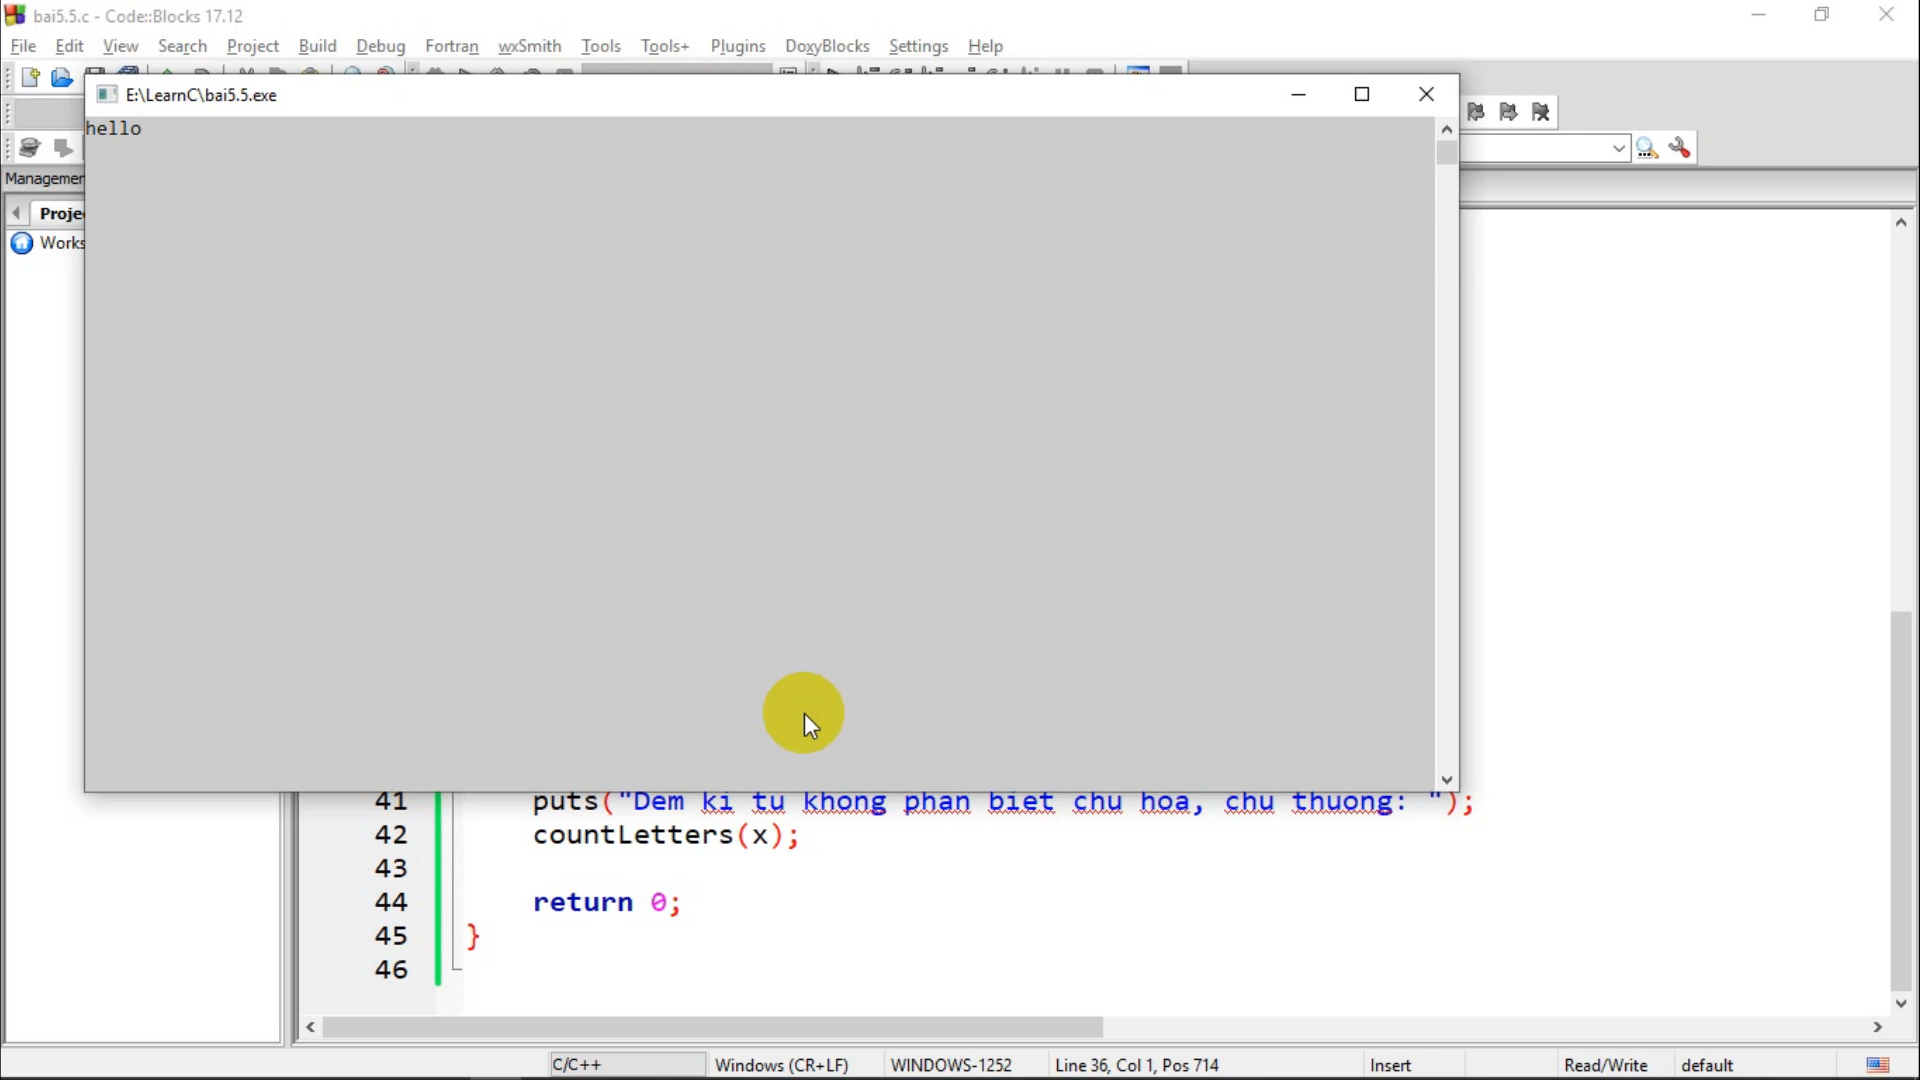 bai5.5.c - Code::Blocks 17.12
File Edit View Search Project Build Debug Fortran wxSmith Tools Tools+ Plugins DoxyBlocks Settings Help
E:\LearnC\bai5.5.exe
hello
Managemen
Proje
Works
41 puts("Dem ki tu khong phan biet chu hoa, chu thuong: ");
42 countLetters(x);
43
44 return 0;
45 }
46
C/C++ Windows (CR+LF) WINDOWS-1252 Line 36, Col 1, Pos 714 Insert Read/Write default